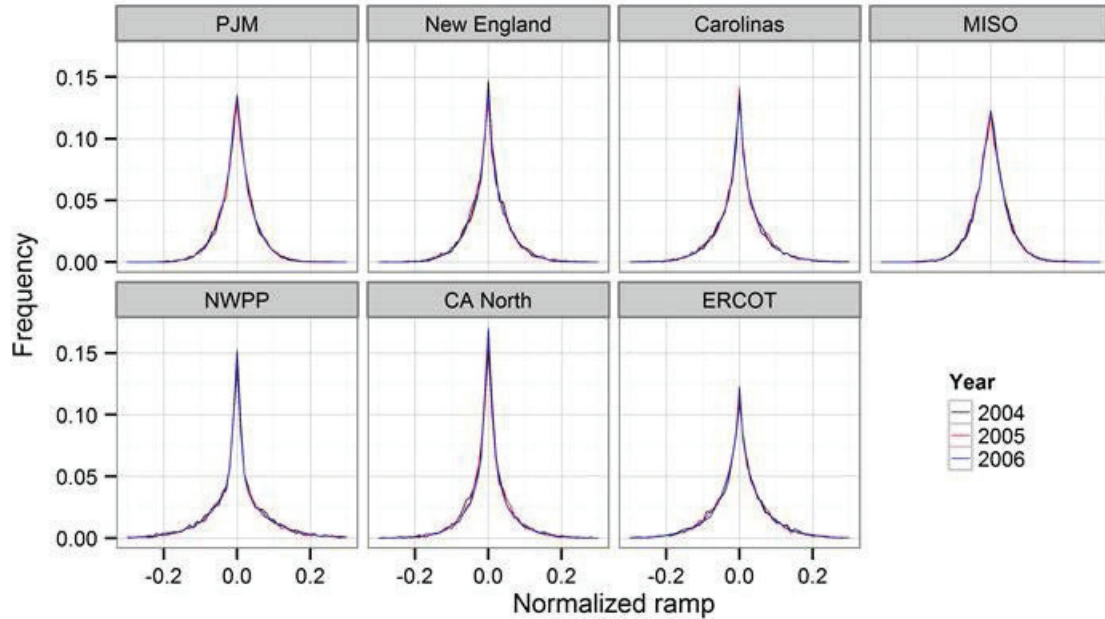 PJM New England Carolinas MISO
0.15
0.10
0.05
0.00
Frequency
NWPP CA North ERCOT
0.15
0.10
0.05
0.00
-0.2 0.0 0.2 -0.2 0.0 0.2 -0.2 0.0 0.2
Normalized ramp
Year
2004
2005
2006